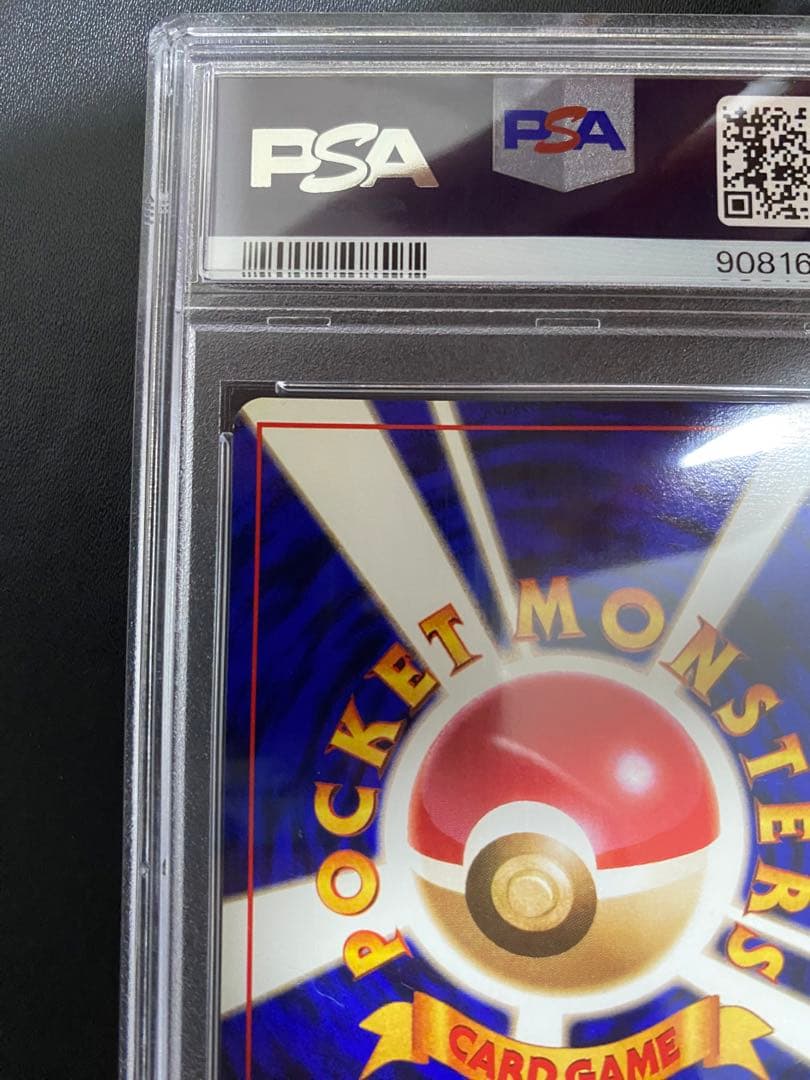 PSA PSA
90816
POCKET MONSTERS
CARD GAME